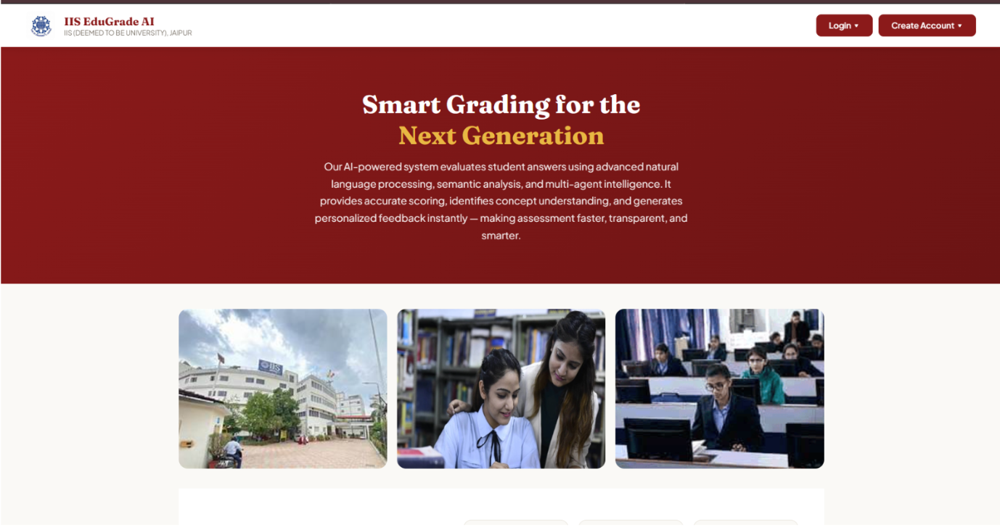 IIS EduGrade AI
IIS (DEEMED TO BE UNIVERSITY), JAIPUR
Login ▾
Create Account ▾
Smart Grading for the
Next Generation
Our AI-powered system evaluates student answers using advanced natural
language processing, semantic analysis, and multi-agent intelligence. It
provides accurate scoring, identifies concept understanding, and generates
personalized feedback instantly — making assessment faster, transparent, and
smarter.
IIS